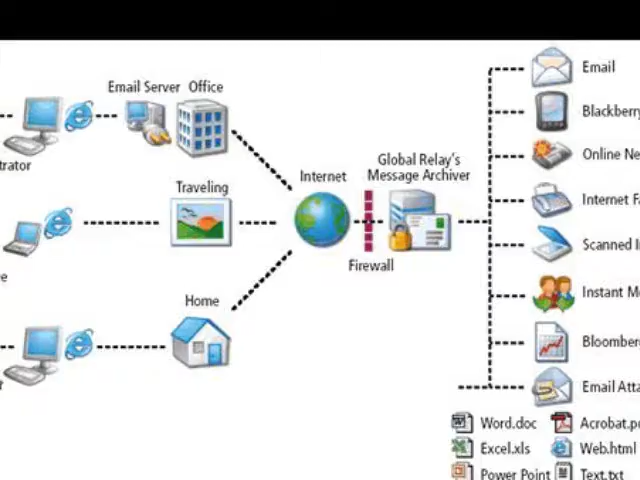 Email Server Office
trator
Traveling
Home
Internet
Firewall
Global Relay's
Message Archiver
Email
Blackberry
Online Ne
Internet Fa
Scanned I
Instant M
Bloomber
Email Atta
Word.doc
Acrobat.p
Excel.xls
Web.html
Power Point
Text.txt